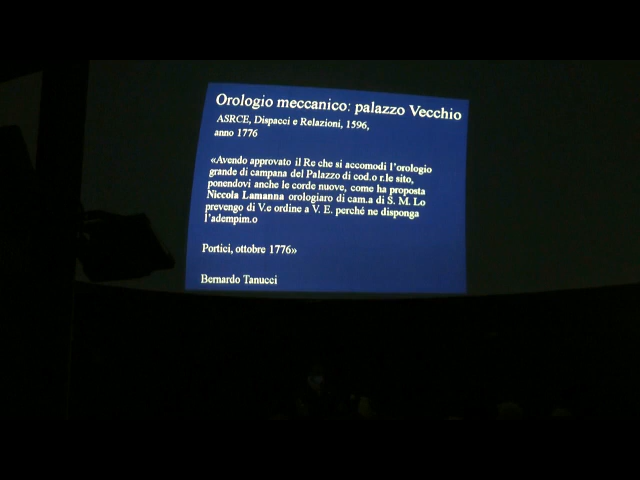 Orologio meccanico: palazzo Vecchio
ASRCE, Dispacci e Relazioni, 1596,
anno 1776
«Avendo approvato il Re che si accomodi l'orologio
grande di campana del Palazzo di cod.o r.le sito,
ponendovi anche le corde nuove, come ha proposta
Niccola Lamanna orologiaro di cam.a di S. M. Lo
prevengo di V.e ordine a V. E. perché ne disponga
l'adempim.o
Portici, ottobre 1776»
Bernardo Tanucci